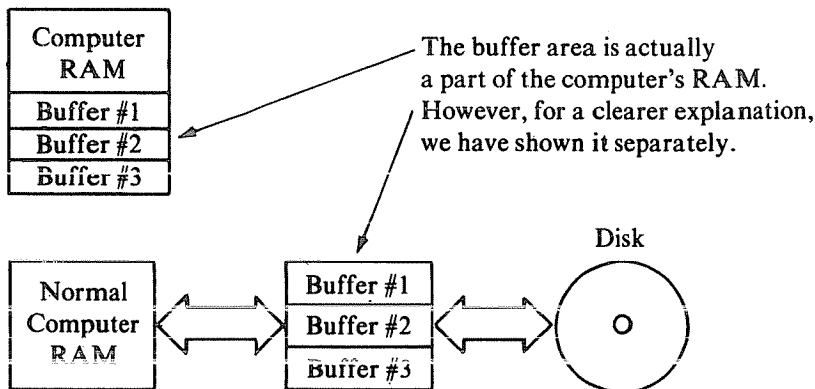 Computer
RAM
Buffer #1
Buffer #2
Buffer #3
The buffer area is actually
a part of the computer's RAM.
However, for a clearer explanation,
we have shown it separately.
Disk
Normal
Computer
RAM
Buffer #1
Buffer #2
Buffer #3